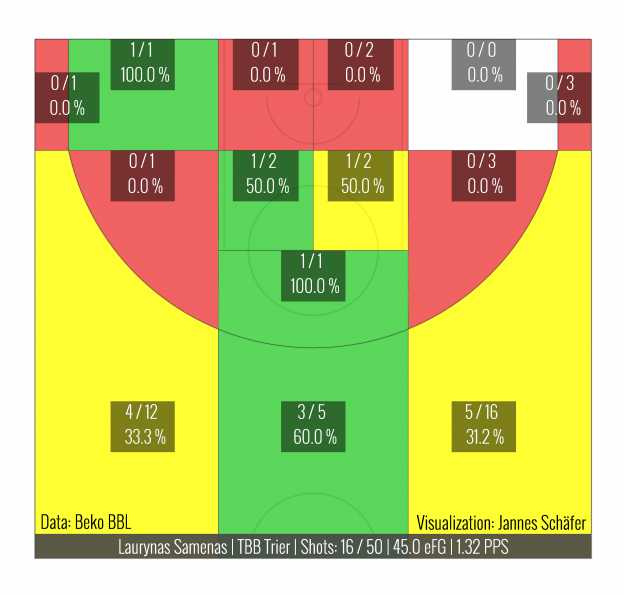 1 / 1
100.0 %
0 / 1
0.0 %
0 / 2
0.0 %
0 / 0
0.0 %
0 / 1
0.0 %
0 / 3
0.0 %
0 / 1
0.0 %
1 / 2
50.0 %
1 / 2
50.0 %
0 / 3
0.0 %
1 / 1
100.0 %
4 / 12
33.3 %
3 / 5
60.0 %
5 / 16
31.2 %
Data: Beko BBL
Visualization: Jannes Schäfer
Laurynas Samenas | TBB Trier | Shots: 16 / 50 | 45.0 eFG | 1.32 PPS